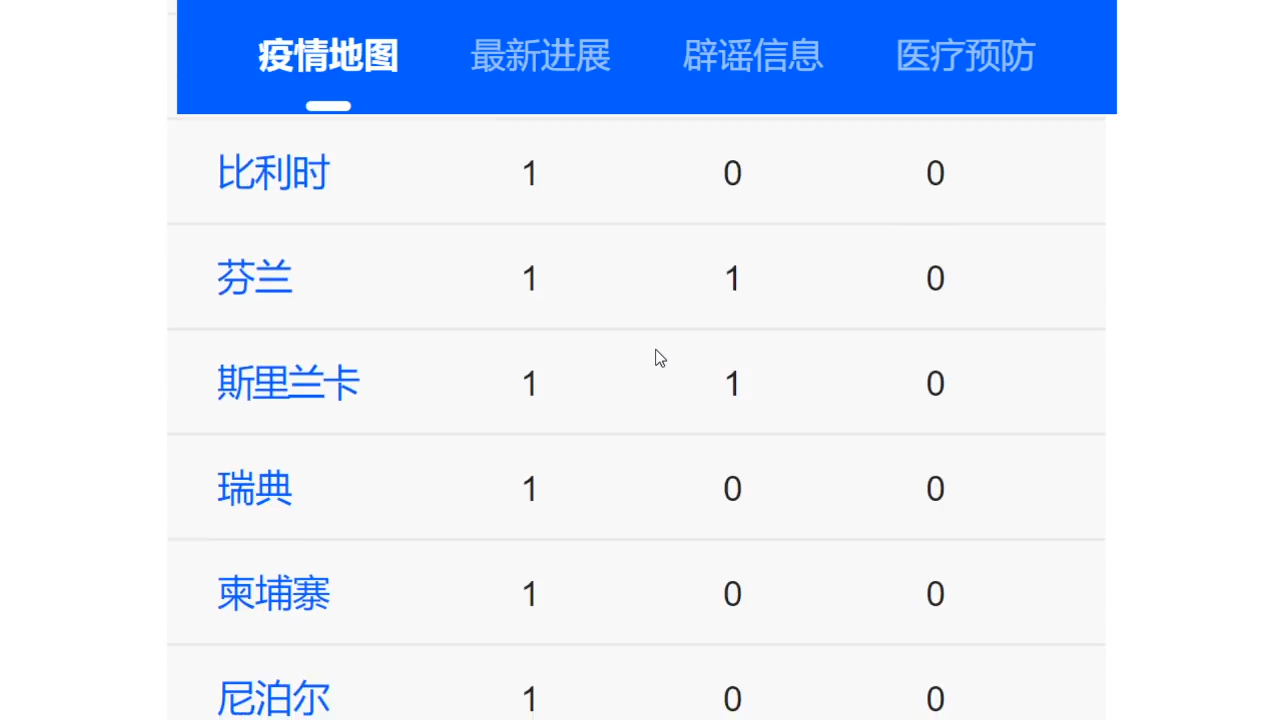 疫情地图 最新进展 辟谣信息 医疗预防
比利时 1 0 0
芬兰 1 1 0
斯里兰卡 1 1 0
瑞典 1 0 0
柬埔寨 1 0 0
尼泊尔 1 0 0